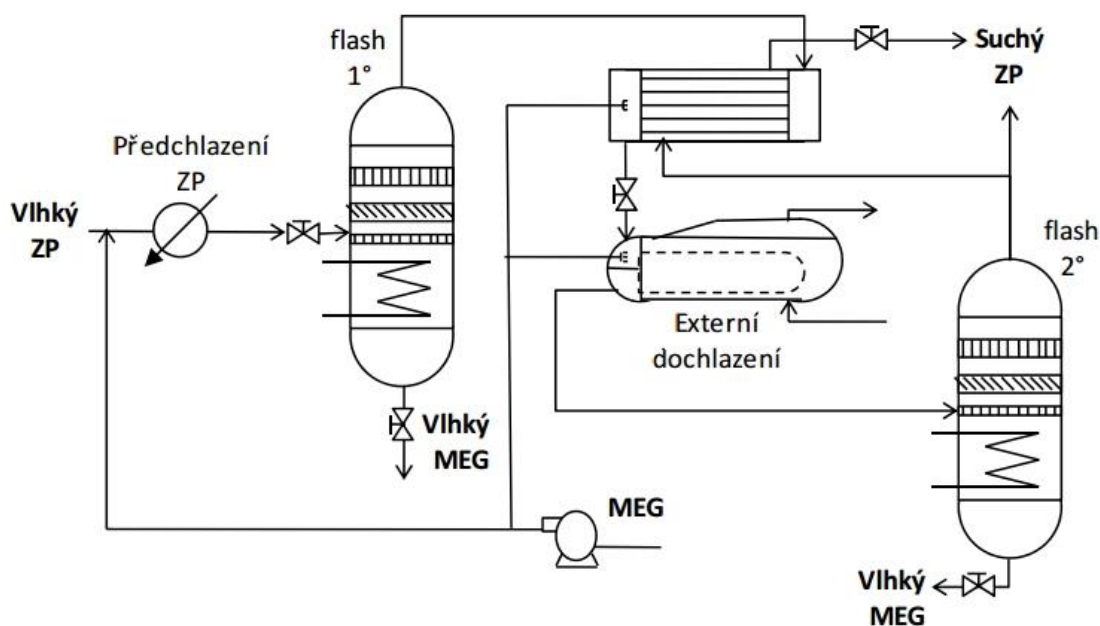 flash
1°
Suchý
ZP
Předchlazení
ZP
Vlhký
ZP
flash
2°
Externí
dochlazení
Vlhký
MEG
MEG
Vlhký
MEG